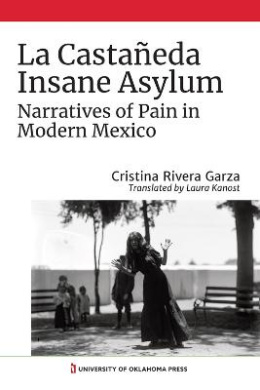 La Castañeda
Insane Asylum
Narratives of Pain in
Modern Mexico
Cristina Rivera Garza
Translated by Laura Kanost
UNIVERSITY OF OKLAHOMA PRESS